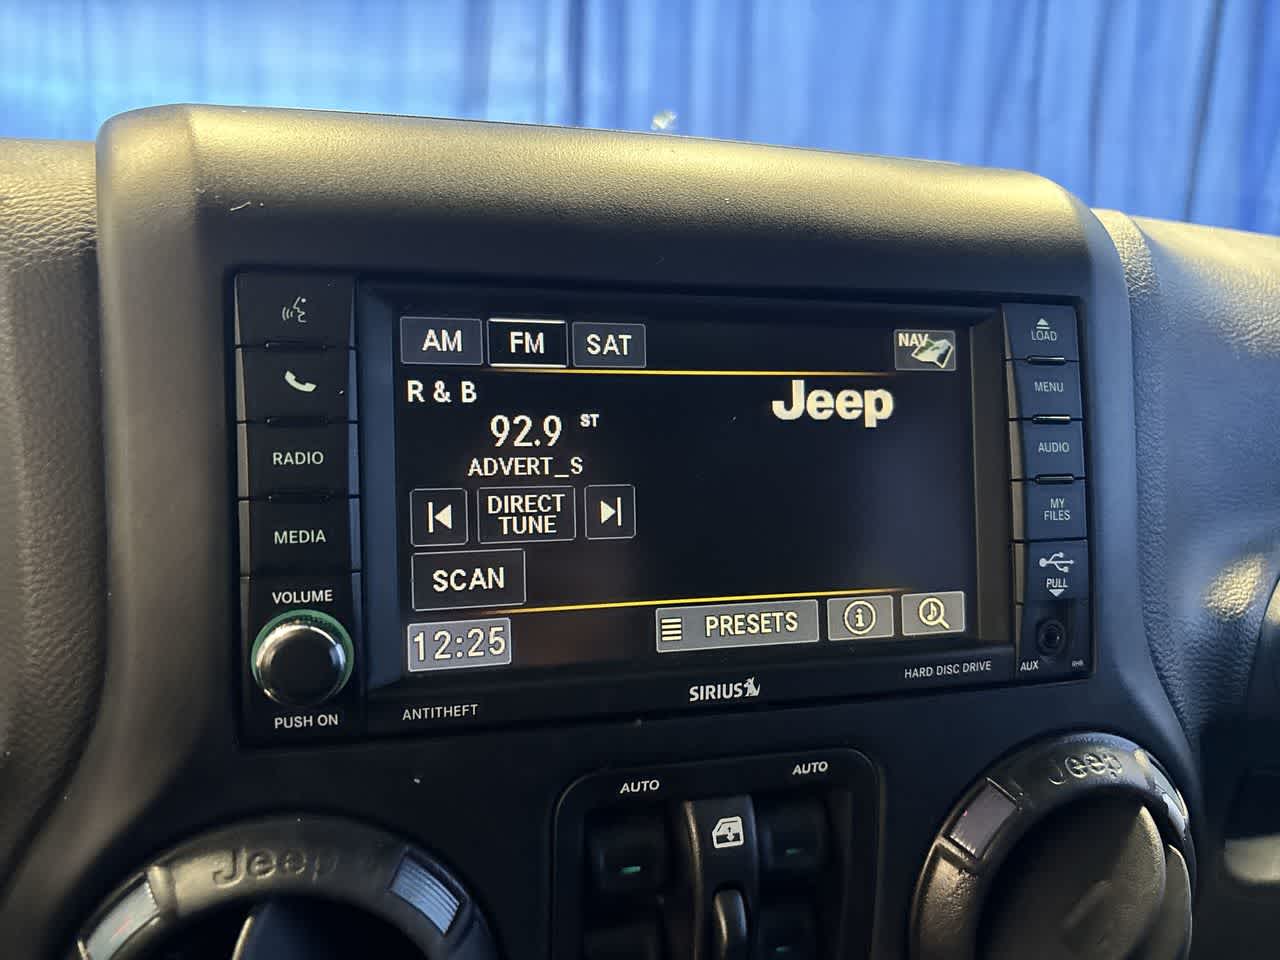 AM FM SAT
NAV
R & B
Jeep
92.9 ST
ADVERT_S
DIRECT
TUNE
SCAN
12:25
PRESETS
i
RADIO
MEDIA
VOLUME
PUSH ON
ANTITHEFT
SIRIUS
HARD DISC DRIVE
LOAD
MENU
AUDIO
MY
FILES
PULL
AUX
RHR
AUTO
AUTO
Jeep
Jeep